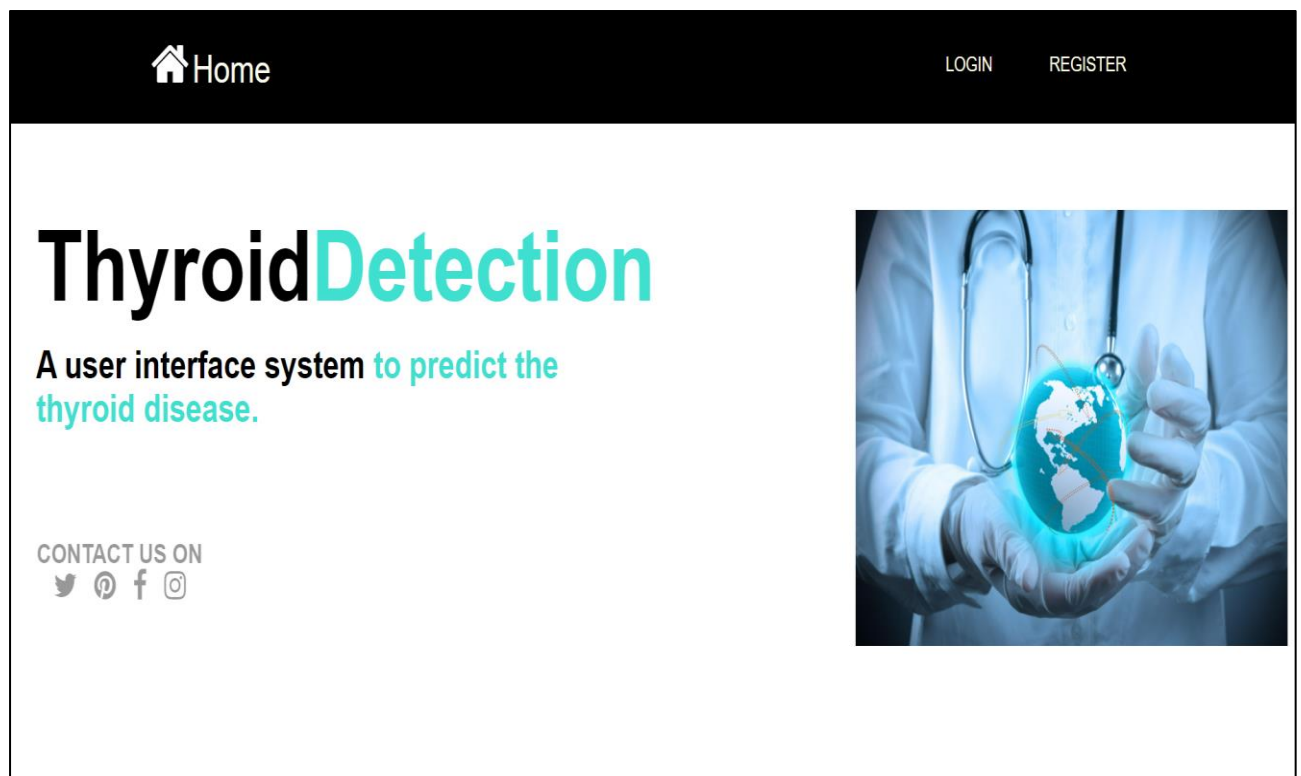 Home
LOGIN REGISTER
ThyroidDetection
A user interface system to predict the
thyroid disease.
CONTACT US ON